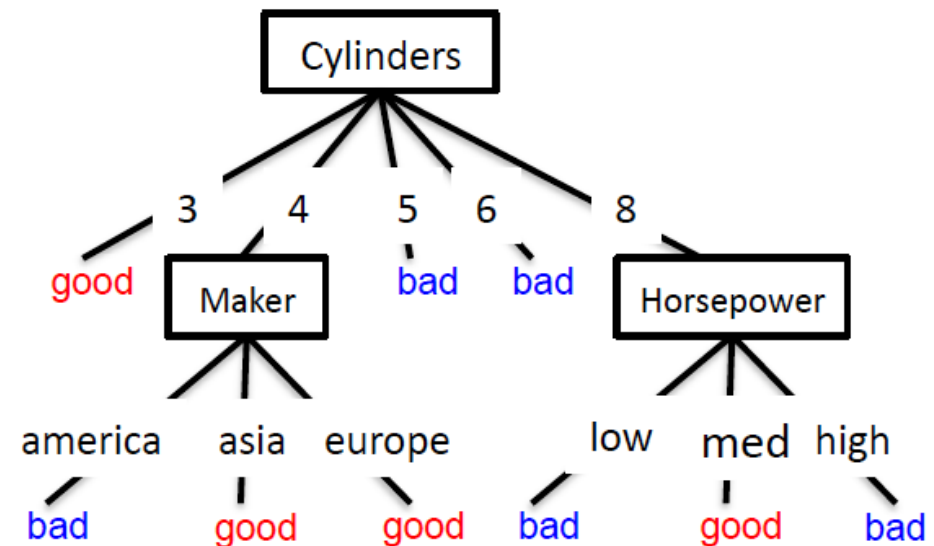 Cylinders
3 4 5 6 8
good Maker bad bad Horsepower
america asia europe low med high
bad good good bad good bad